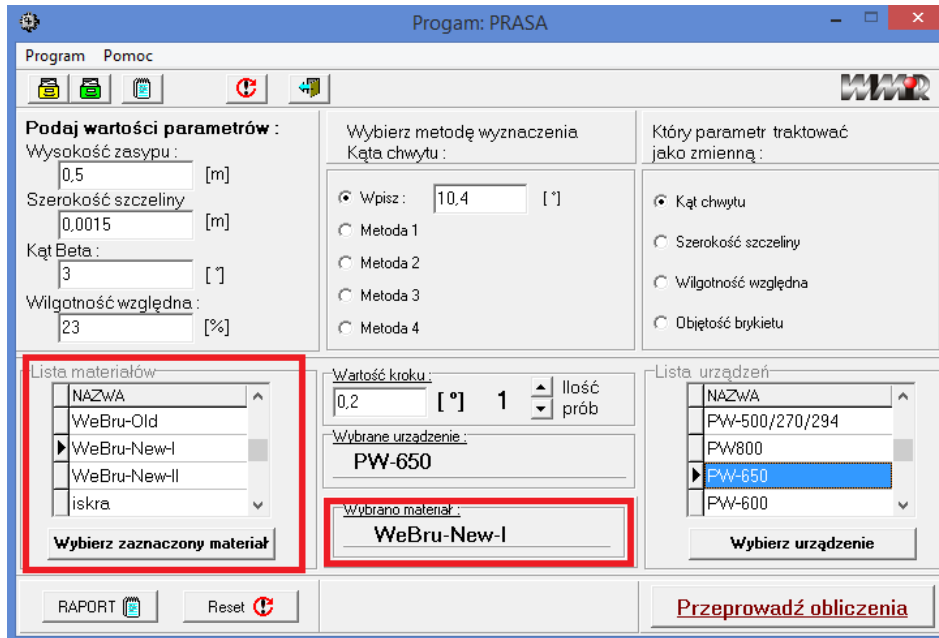 Progam: PRASA
Program Pomoc
WMR
Podaj wartości parametrów :
Wysokość zasypu :
0,5 [m]
Szerokość szczeliny
0,0015 [m]
Kąt Beta :
3 [ °]
Wilgotność względna :
23 [%]
Wybierz metodę wyznaczenia
Kąta chwytu :
Wpisz : 10,4 [ °]
Metoda 1
Metoda 2
Metoda 3
Metoda 4
Który parametr traktować
jako zmienną :
Kąt chwytu
Szerokość szczeliny
Wilgotność względna
Objętość brykietu
Lista materiałów
NAZWA
WeBru-Old
WeBru-New-I
WeBru-New-II
iskra
Wybierz zaznaczony materiał
Wartość kroku :
0,2 [ °] 1 Ilość
prób
Wybrane urządzenie :
PW-650
Wybrano materiał :
WeBru-New-I
Lista urządzeń
NAZWA
PW-500/270/294
PW800
PW-650
PW-600
Wybierz urządzenie
RAPORT Reset
Przeprowadź obliczenia